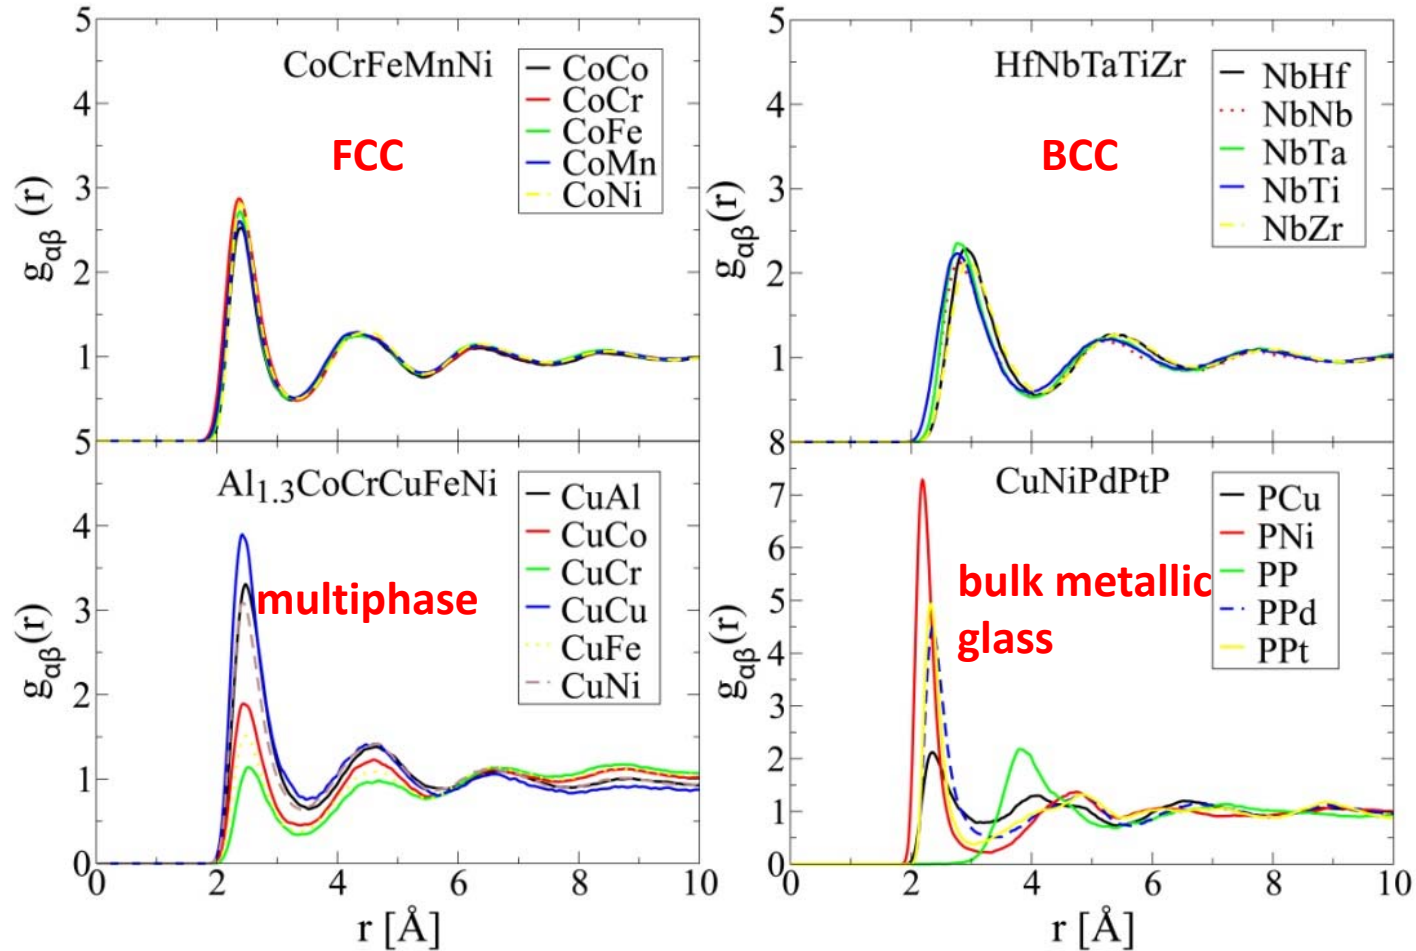 5
4
3
2
1
5
g_αβ(r)
CoCrFeMnNi
FCC
CoCo
CoCr
CoFe
CoMn
CoNi
5
4
3
2
1
8
g_αβ(r)
HfNbTaTiZr
BCC
NbHf
NbNb
NbTa
NbTi
NbZr
4
3
2
1
0
g_αβ(r)
Al₁.₃CoCrCuFeNi
multiphase
CuAl
CuCo
CuCr
CuCu
CuFe
CuNi
0 2 4 6 8 10
r [Å]
7
6
5
4
3
2
1
0
g_αβ(r)
CuNiPdPtP
bulk metallic
glass
PCu
PNi
PP
PPd
PPt
0 2 4 6 8 10
r [Å]